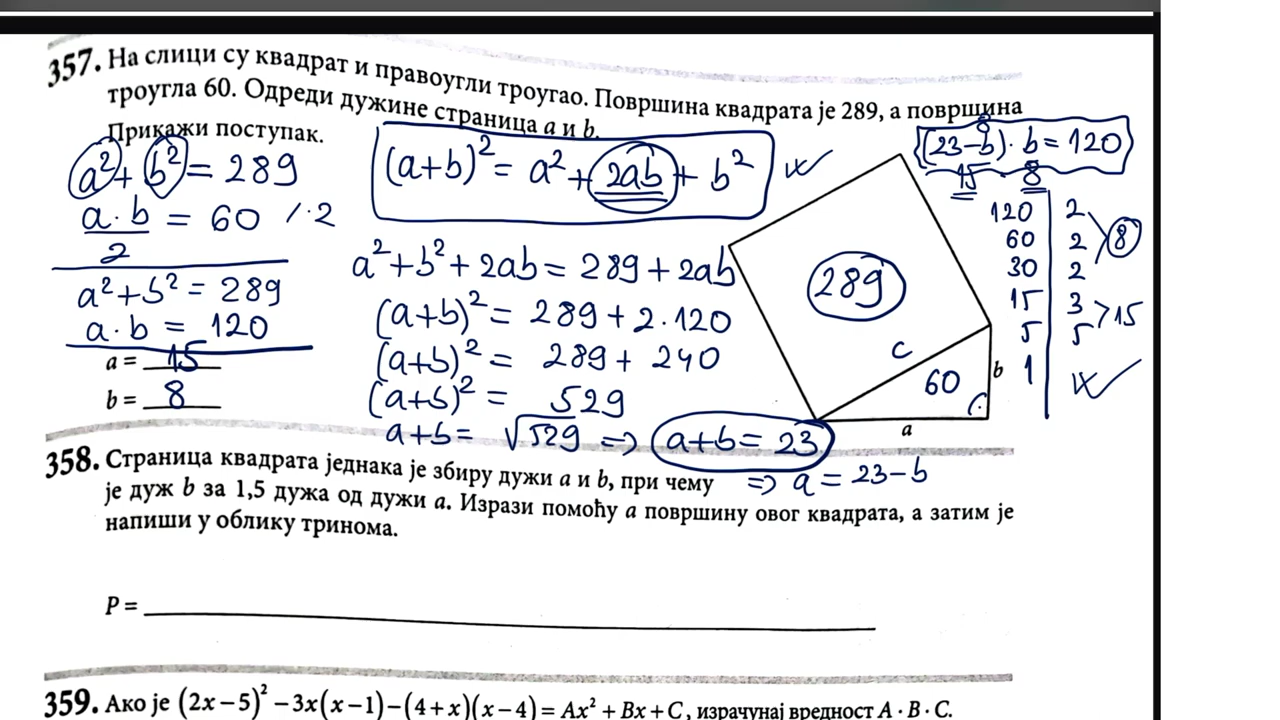 357. На слици су квадрат и правоугли троугао. Површина квадрата је 289, а површина
троугла 60. Одреди дужине страница a и b.
Прикажи поступак.
a² + b² = 289
a · b / 2 = 60 / · 2
a² + b² = 289
a · b = 120
a = 15
b = 8
(a+b)² = a² + 2ab + b²
a² + b² + 2ab = 289 + 2ab
(a+b)² = 289 + 2 · 120
(a+b)² = 289 + 240
(a+b)² = 529
a+b = √529 => a+b = 23
=> a = 23 - b
289
c
60
b
a
8
(23-b) · b = 120
15 8
120 2
60 2 8
30 2
15 3
5 5 15
1
358. Страница квадрата једнака је збиру дужи a и b, при чему
је дуж b за 1,5 дужа од дужи a. Изрази помоћу a површину овог квадрата, а затим је
напиши у облику тринома.
P =
359. Ако је (2x−5)² −3x(x−1)−(4+x)(x−4) = Ax² + Bx + C, израчунај вредност A · B · C.